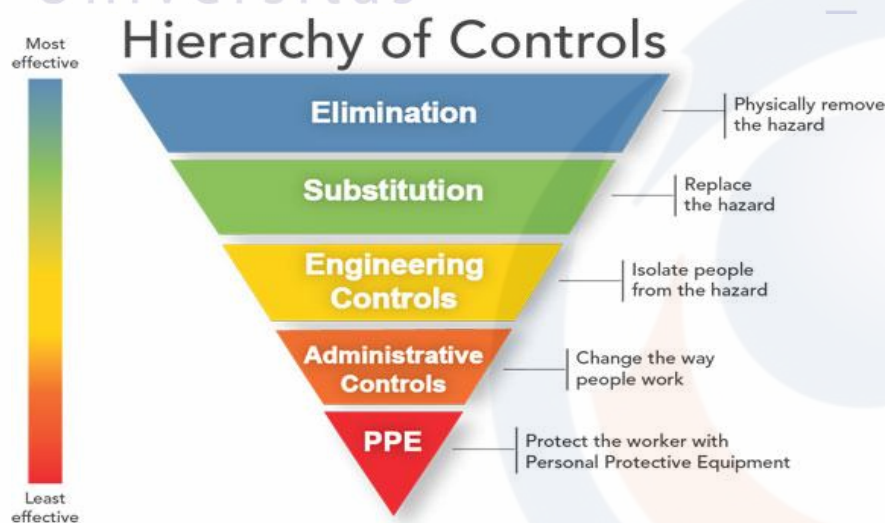 Universitas
Hierarchy of Controls
Most
effective
Elimination
Physically remove
the hazard
Substitution
Replace
the hazard
Engineering
Controls
Isolate people
from the hazard
Administrative
Controls
Change the way
people work
PPE
Protect the worker with
Personal Protective Equipment
Least
effective